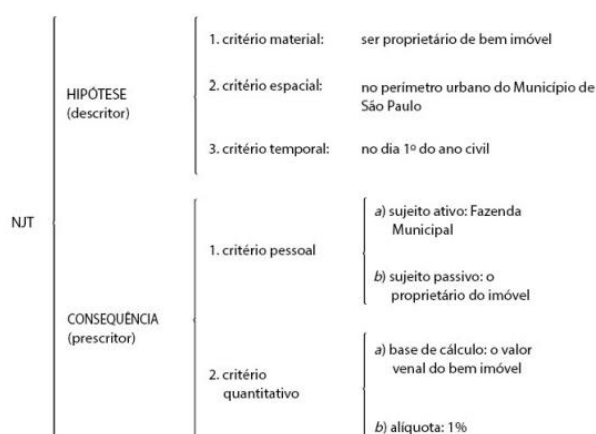 1. critério material: ser proprietário de bem imóvel
HIPÓTESE
(descritor)
2. critério espacial: no perímetro urbano do Município de
São Paulo
3. critério temporal: no dia 1º do ano civil
NJT
CONSEQUÊNCIA
(prescritor)
1. critério pessoal
a) sujeito ativo: Fazenda
Municipal
b) sujeito passivo: o
proprietário do imóvel
2. critério
quantitativo
a) base de cálculo: o valor
venal do bem imóvel
b) alíquota: 1%